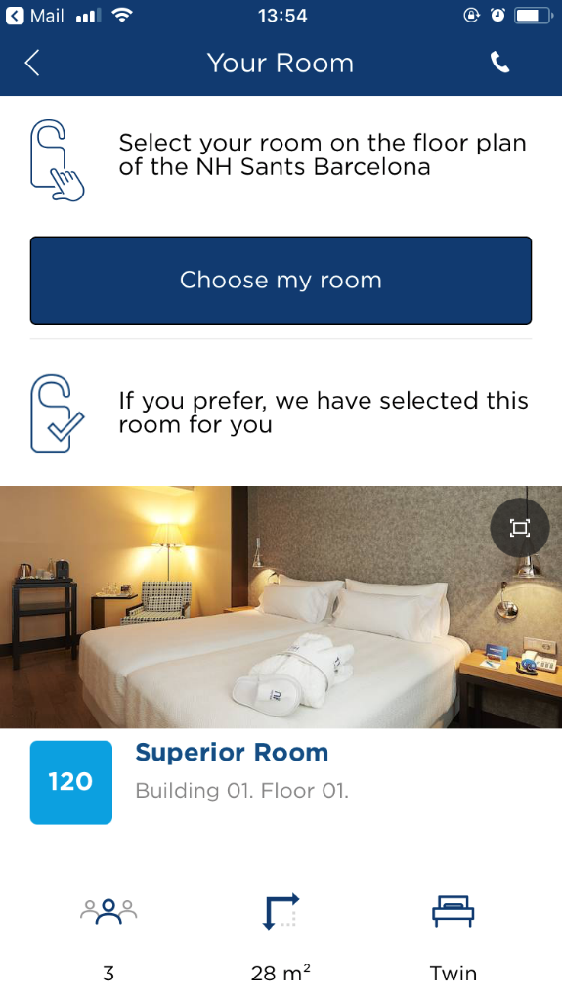 Mail
13:54
Your Room
Select your room on the floor plan
of the NH Sants Barcelona
Choose my room
If you prefer, we have selected this
room for you
nh
120
Superior Room
Building 01. Floor 01.
3
28 m²
Twin